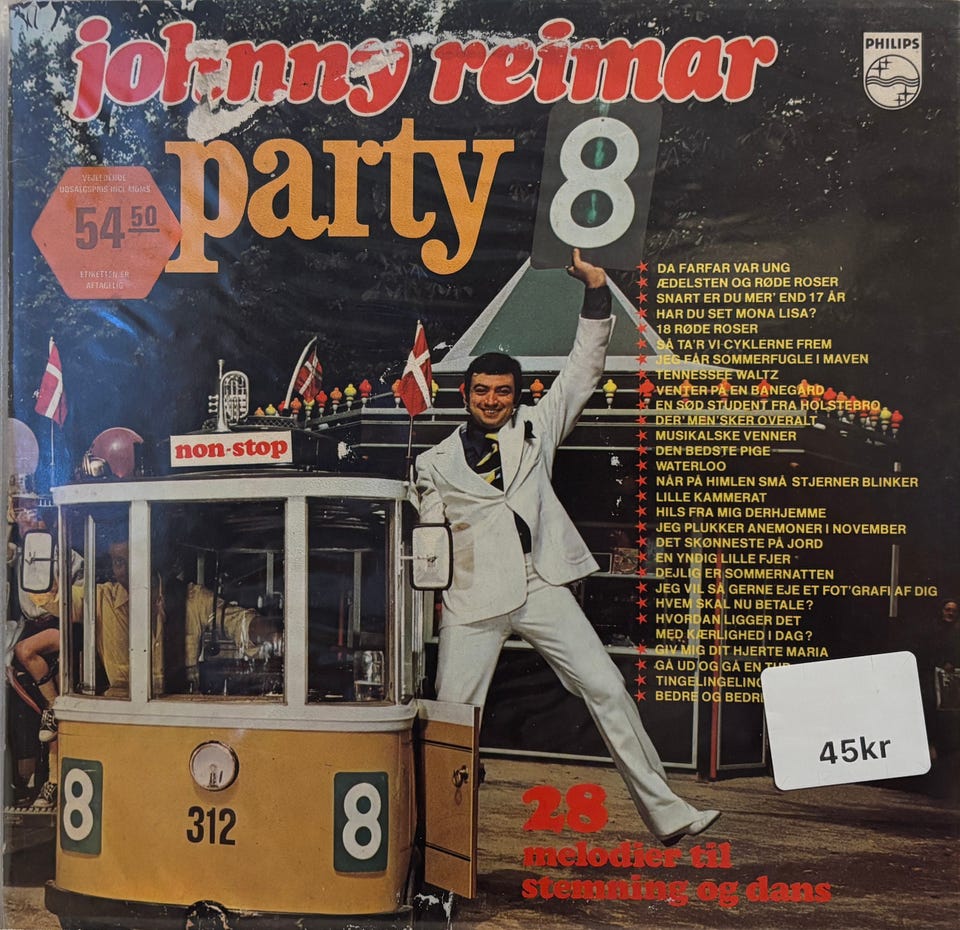 johnny reimar
PHILIPS
party 8
VEJLEDENDE
UDSALGSPRIS INCL. MOMS
54 50
ETIKETTEN ER
AFTAGELIG
★ DA FARFAR VAR UNG
★ ÆDELSTEN OG RØDE ROSER
★ SNART ER DU MER' END 17 ÅR
★ HAR DU SET MONA LISA?
★ 18 RØDE ROSER
★ SÅ TA'R VI CYKLERNE FREM
★ JEG FÅR SOMMERFUGLE I MAVEN
★ TENNESSEE WALTZ
★ VENTER PÅ EN BANEGÅRD
★ EN SØD STUDENT FRA HOLSTEBRO
★ DER' MEN'SKER OVERALT
★ MUSIKALSKE VENNER
★ DEN BEDSTE PIGE
★ WATERLOO
★ NÅR PÅ HIMLEN SMÅ STJERNER BLINKER
★ LILLE KAMMERAT
★ HILS FRA MIG DERHJEMME
★ JEG PLUKKER ANEMONER I NOVEMBER
★ DET SKØNNESTE PÅ JORD
★ EN YNDIG LILLE FJER
★ DEJLIG ER SOMMERNATTEN
★ JEG VIL SÅ GERNE EJE ET FOT'GRAFI AF DIG
★ HVEM SKAL NU BETALE?
★ HVORDAN LIGGER DET
MED KÆRLIGHED I DAG?
★ GIV MIG DIT HJERTE MARIA
★ GÅ UD OG GÅ EN TUR
★ TINGELINGELING
★ BEDRE OG BEDRE
non-stop
8
312
8
45kr
28
melodier til
stemning og dans